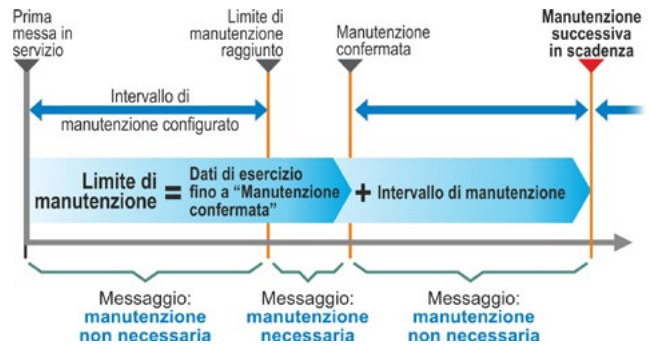 Prima
messa in
servizio
Limite di
manutenzione
raggiunto
Manutenzione
confermata
Manutenzione
successiva
in scadenza
Intervallo di
manutenzione configurato
Limite di
manutenzione
=
Dati di esercizio
fino a “Manutenzione
confermata”
+ Intervallo di manutenzione
Messaggio:
manutenzione
non necessaria
Messaggio:
manutenzione
necessaria
Messaggio:
manutenzione
non necessaria